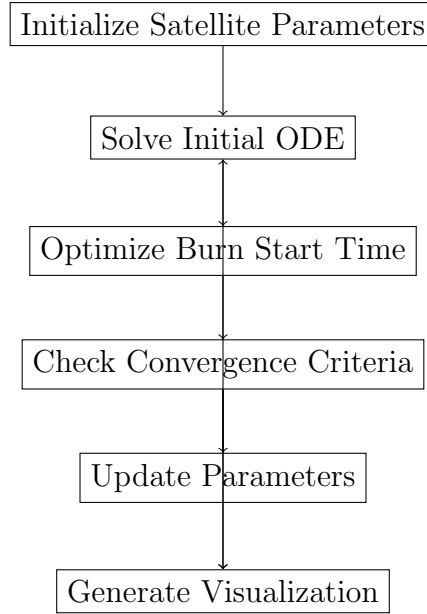 Initialize Satellite Parameters
Solve Initial ODE
Optimize Burn Start Time
Check Convergence Criteria
Update Parameters
Generate Visualization